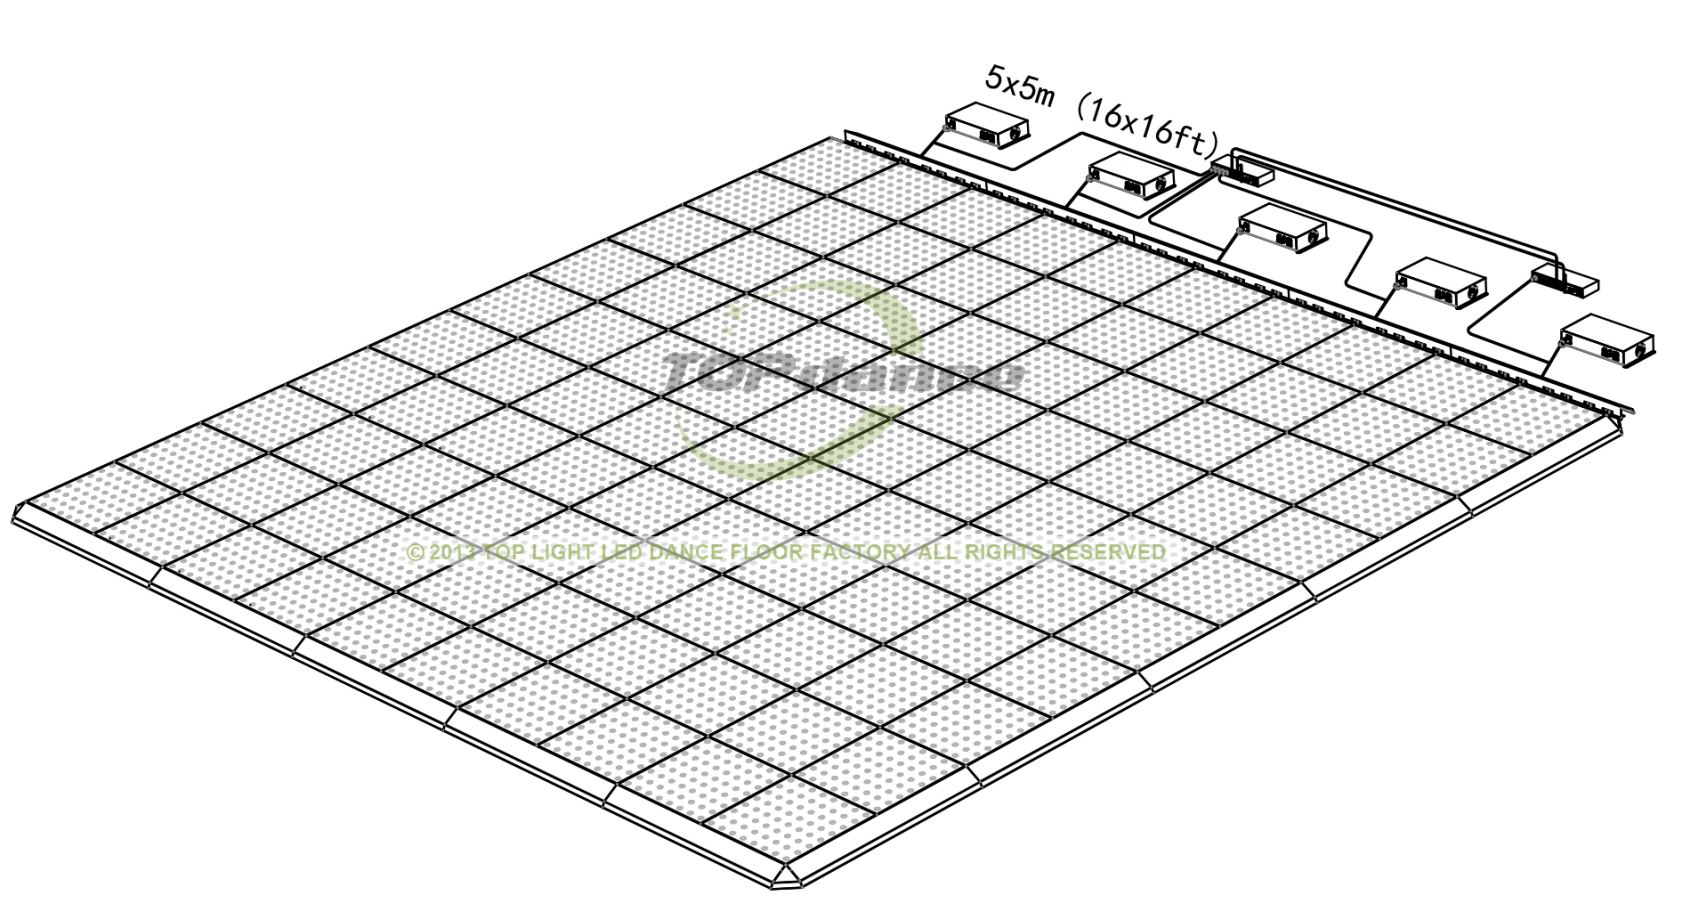 5x5m (16x16ft)
TOPdance
© 2013 TOP LIGHT LED DANCE FLOOR FACTORY ALL RIGHTS RESERVED